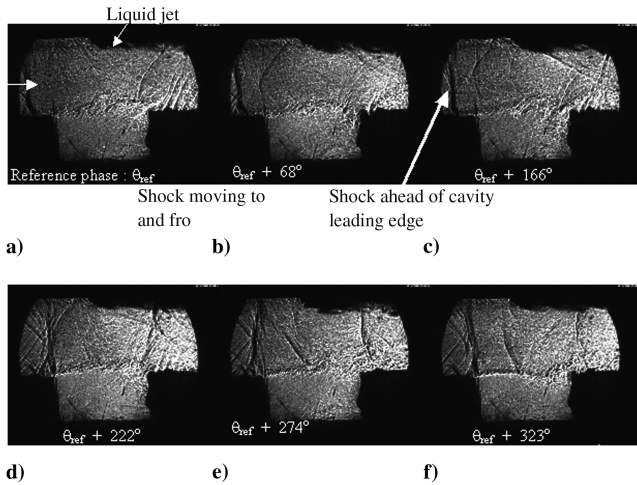 Liquid jet
Reference phase : θref
θref + 68°
θref + 166°
Shock moving to
and fro
Shock ahead of cavity
leading edge
a)
b)
c)
θref + 222°
θref + 274°
θref + 323°
d)
e)
f)